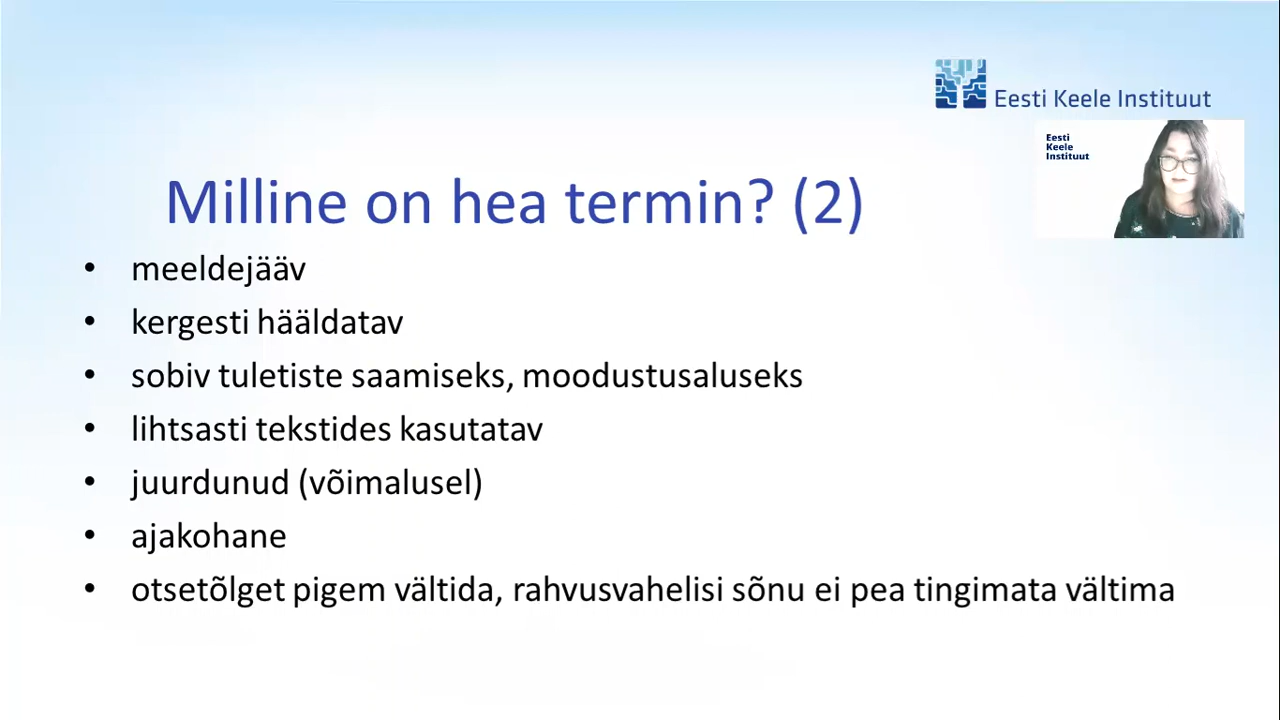 Eesti Keele Instituut
Eesti
Keele
Instituut
Milline on hea termin? (2)
• meeldejääv
• kergesti hääldatav
• sobiv tuletiste saamiseks, moodustusaluseks
• lihtsasti tekstides kasutatav
• juurdunud (võimalusel)
• ajakohane
• otsetõlget pigem vältida, rahvusvahelisi sõnu ei pea tingimata vältima